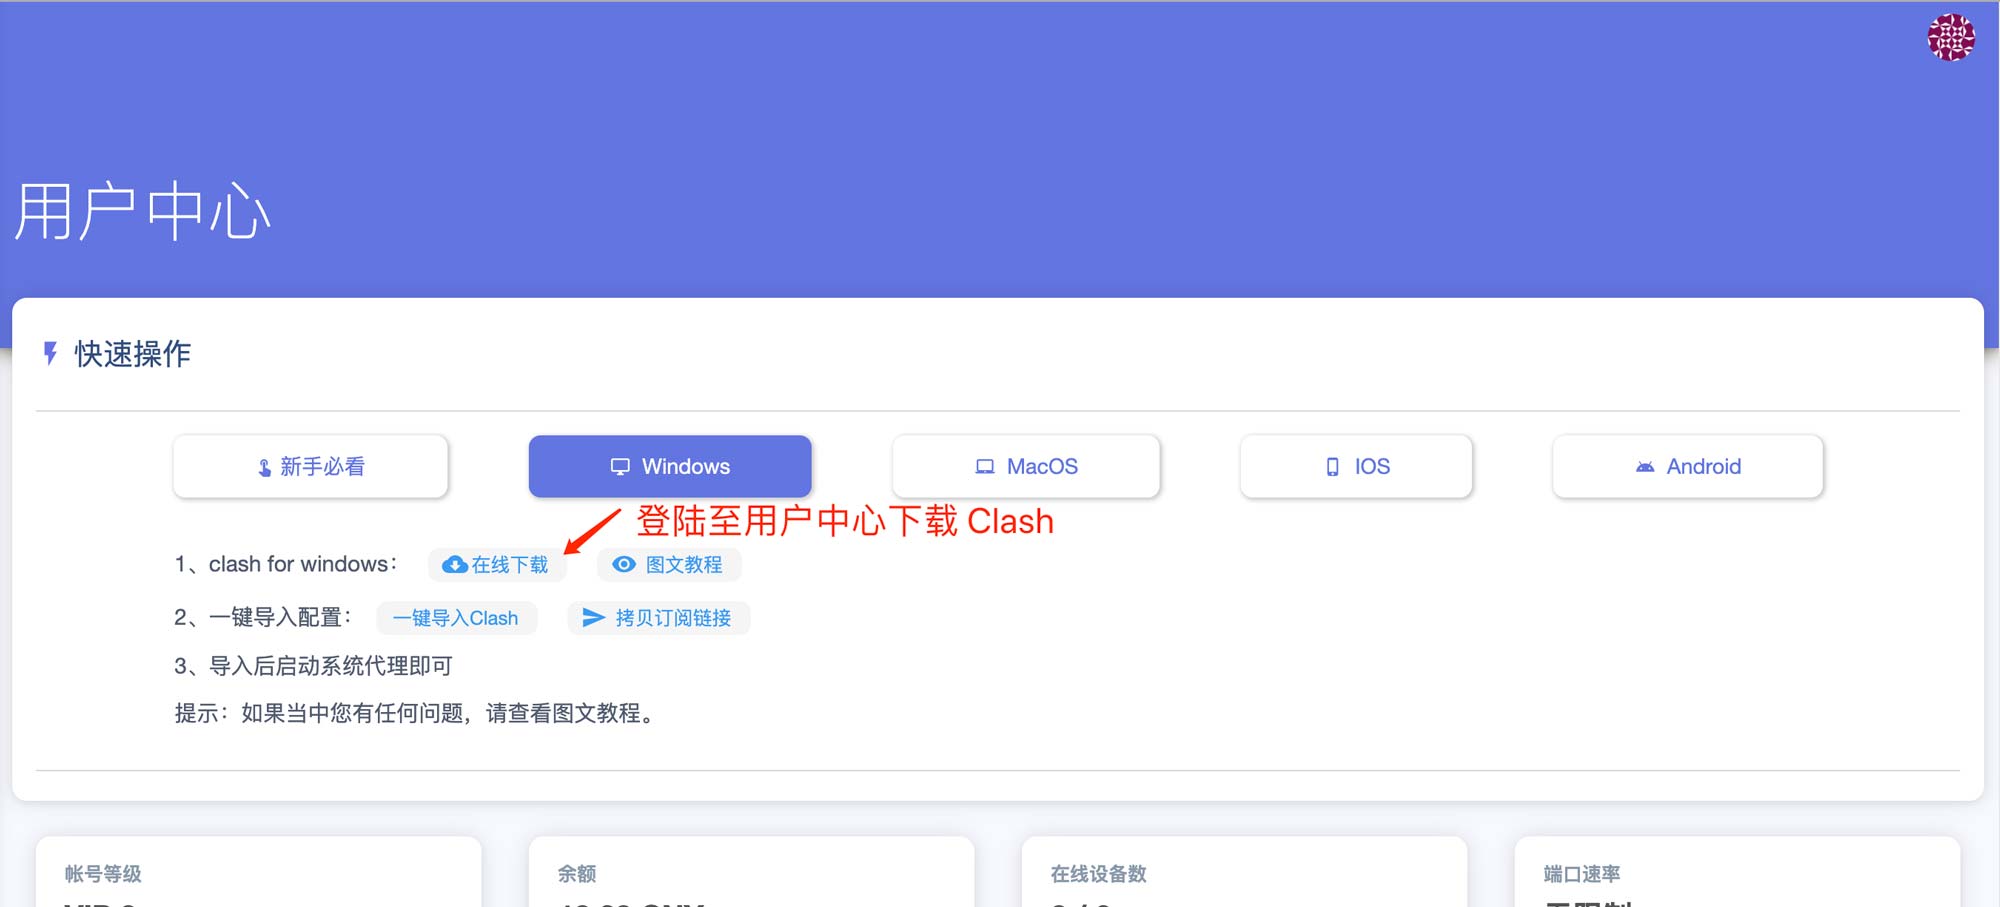 用户中心
快速操作
新手必看
Windows
MacOS
IOS
Android
登陆至用户中心下载 Clash
1、clash for windows： 在线下载 图文教程
2、一键导入配置： 一键导入Clash 拷贝订阅链接
3、导入后启动系统代理即可
提示：如果当中您有任何问题，请查看图文教程。
帐号等级
余额
在线设备数
端口速率